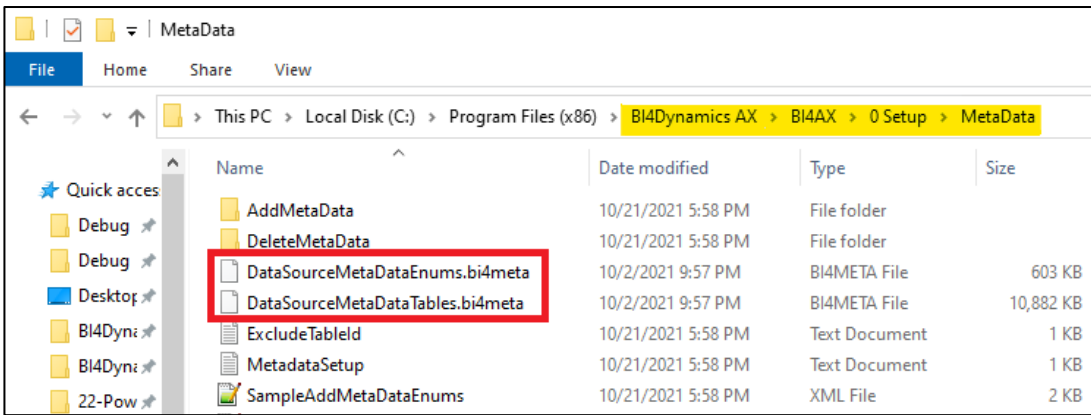 MetaData
File Home Share View
This PC > Local Disk (C:) > Program Files (x86) > BI4Dynamics AX > BI4AX > 0 Setup > MetaData
Name Date modified Type Size
Quick acces
Debug
Debug
Desktop
BI4Dyna
BI4Dyna
22-Pow
AddMetaData 10/21/2021 5:58 PM File folder
DeleteMetaData 10/21/2021 5:58 PM File folder
DataSourceMetaDataEnums.bi4meta 10/2/2021 9:57 PM BI4META File 603 KB
DataSourceMetaDataTables.bi4meta 10/2/2021 9:57 PM BI4META File 10,882 KB
ExcludeTableId 10/21/2021 5:58 PM Text Document 1 KB
MetadataSetup 10/21/2021 5:58 PM Text Document 1 KB
SampleAddMetaDataEnums 10/21/2021 5:58 PM XML File 2 KB